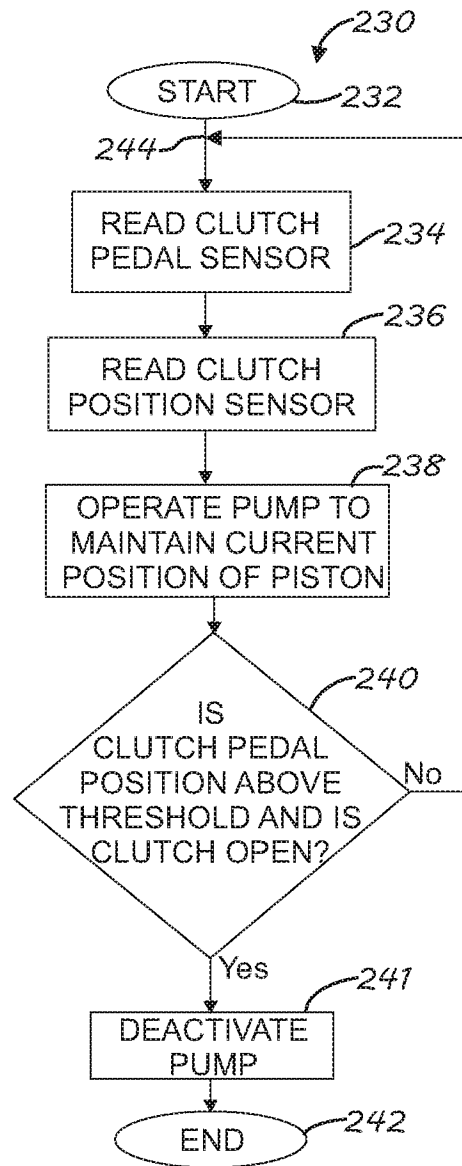 230
START
232
244
READ CLUTCH
PEDAL SENSOR
234
236
READ CLUTCH
POSITION SENSOR
238
OPERATE PUMP TO
MAINTAIN CURRENT
POSITION OF PISTON
240
IS
CLUTCH PEDAL
POSITION ABOVE
THRESHOLD AND IS
CLUTCH OPEN?
No
Yes
241
DEACTIVATE
PUMP
END
242